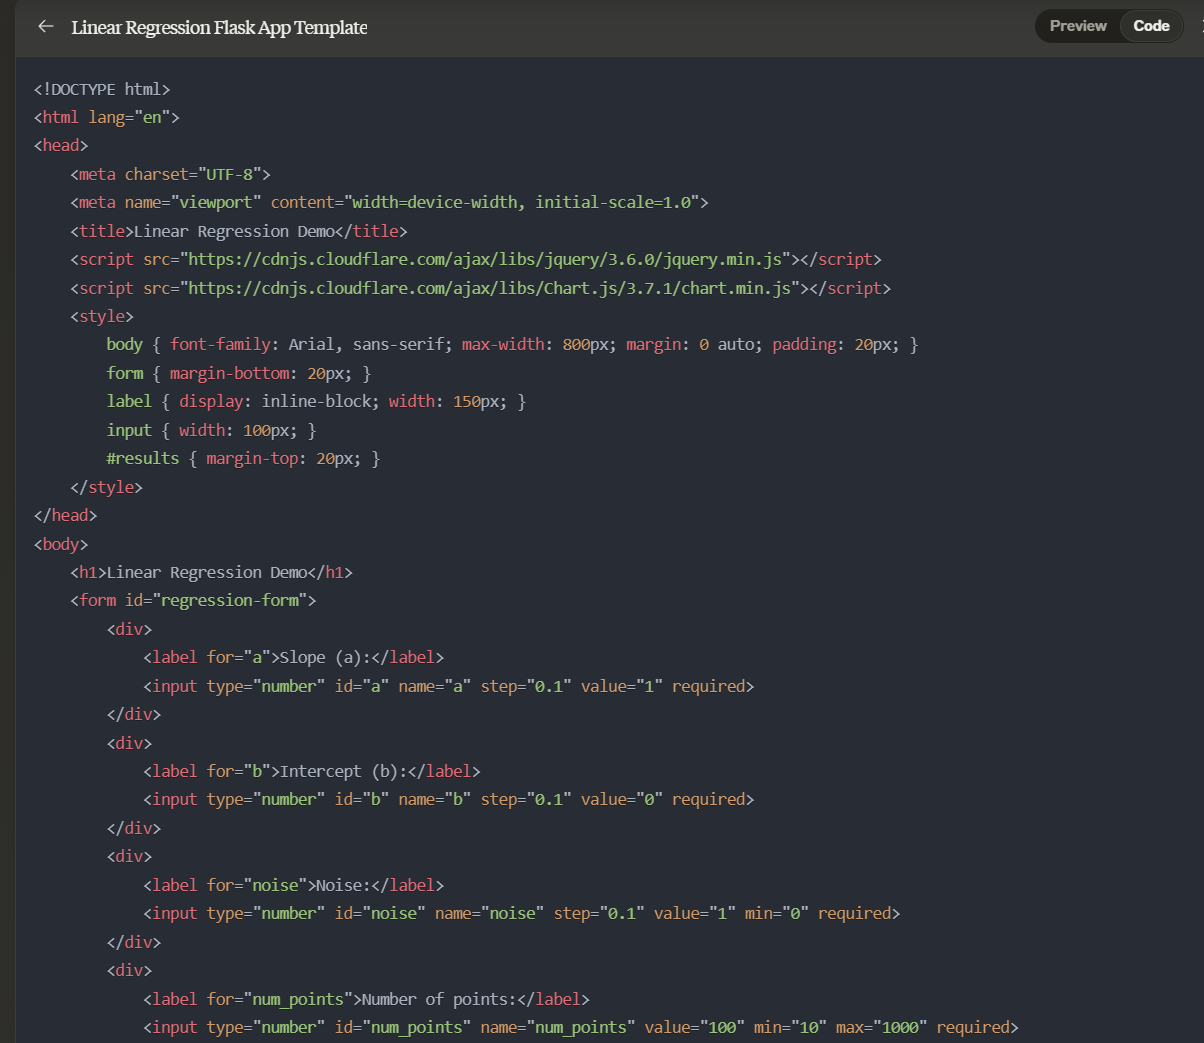 Linear Regression Flask App Template
Preview Code
<!DOCTYPE html>
<html lang="en">
<head>
    <meta charset="UTF-8">
    <meta name="viewport" content="width=device-width, initial-scale=1.0">
    <title>Linear Regression Demo</title>
    <script src="https://cdnjs.cloudflare.com/ajax/libs/jquery/3.6.0/jquery.min.js"></script>
    <script src="https://cdnjs.cloudflare.com/ajax/libs/Chart.js/3.7.1/chart.min.js"></script>
    <style>
        body { font-family: Arial, sans-serif; max-width: 800px; margin: 0 auto; padding: 20px; }
        form { margin-bottom: 20px; }
        label { display: inline-block; width: 150px; }
        input { width: 100px; }
        #results { margin-top: 20px; }
    </style>
</head>
<body>
    <h1>Linear Regression Demo</h1>
    <form id="regression-form">
        <div>
            <label for="a">Slope (a):</label>
            <input type="number" id="a" name="a" step="0.1" value="1" required>
        </div>
        <div>
            <label for="b">Intercept (b):</label>
            <input type="number" id="b" name="b" step="0.1" value="0" required>
        </div>
        <div>
            <label for="noise">Noise:</label>
            <input type="number" id="noise" name="noise" step="0.1" value="1" min="0" required>
        </div>
        <div>
            <label for="num_points">Number of points:</label>
            <input type="number" id="num_points" name="num_points" value="100" min="10" max="1000" required>